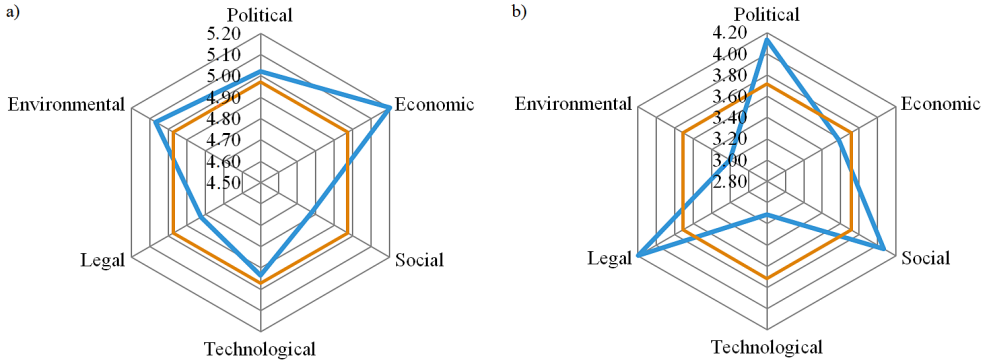 a)
Political
5.20
5.10
5.00
4.90
4.80
4.70
4.60
4.50
Environmental
Economic
Legal
Social
Technological
b)
Political
4.20
4.00
3.80
3.60
3.40
3.20
3.00
2.80
Environmental
Economic
Legal
Social
Technological